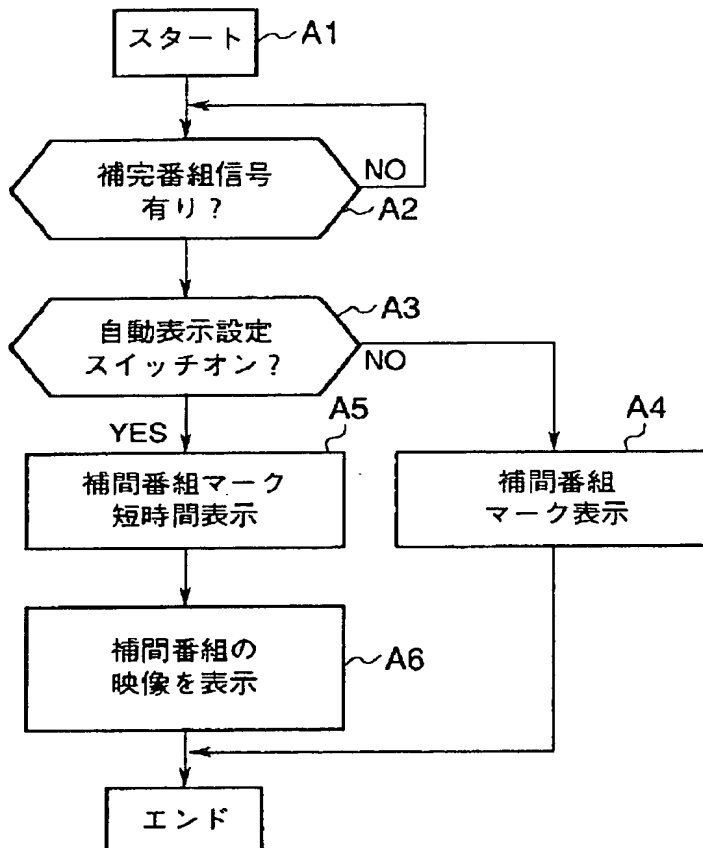 スタート
A1
補完番組信号
有り?
NO
A2
自動表示設定
スイッチオン?
A3
NO
YES
A5
補間番組マーク
短時間表示
A4
補間番組
マーク表示
補間番組の
映像を表示
A6
エンド